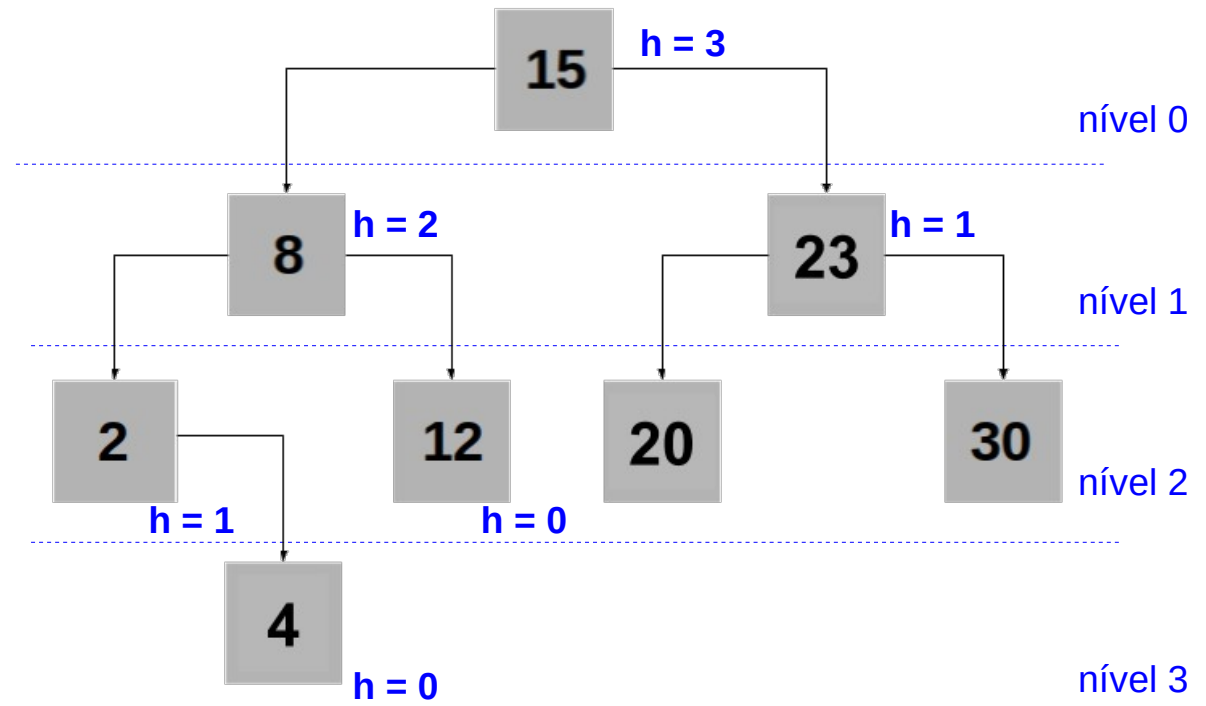 15
h = 3
nível 0
8
h = 2
23
h = 1
nível 1
2
12
20
30
nível 2
h = 1
h = 0
4
h = 0
nível 3